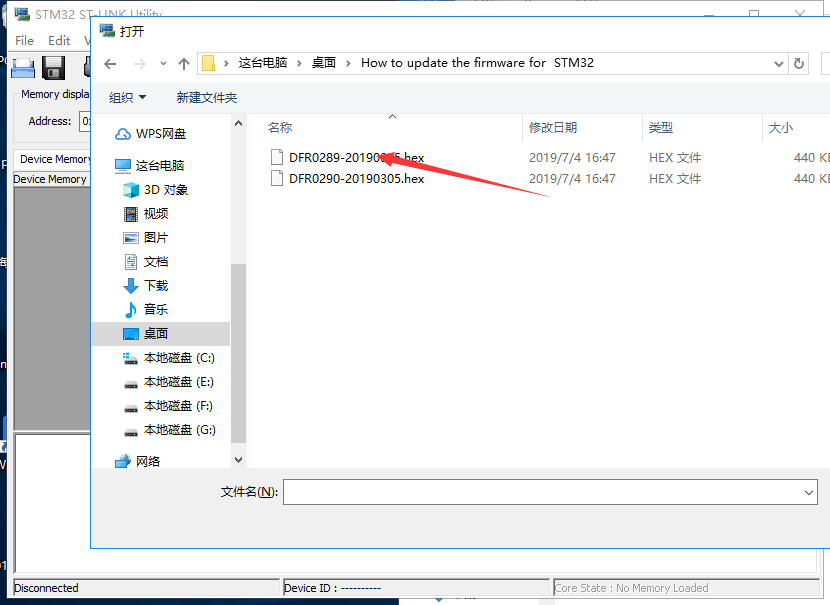 STM32 ST-LINK Utility
打开
File Edit
这台电脑 桌面 How to update the firmware for STM32
组织 新建文件夹
Memory displa
Address:
Device Memory
Device Memory
WPS网盘
这台电脑
3D 对象
视频
图片
文档
下载
音乐
桌面
本地磁盘 (C:)
本地磁盘 (E:)
本地磁盘 (F:)
本地磁盘 (G:)
网络
名称 修改日期 类型 大小
.hex 2019/7/4 16:47 HEX 文件 440 KB
DFR0290-20190305.hex 2019/7/4 16:47 HEX 文件 440 KB
文件名(N):
Disconnected Device ID : ---------- Core State : No Memory Loaded